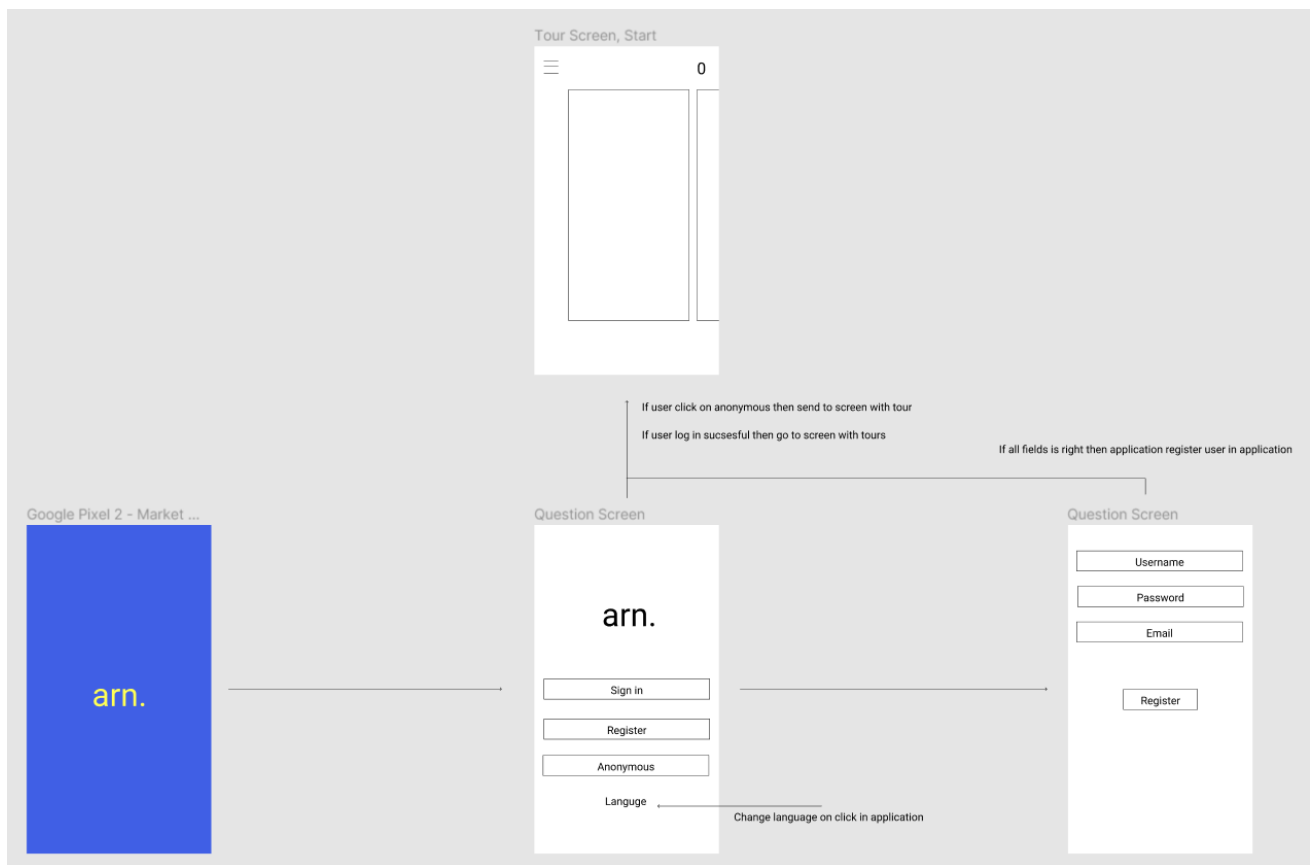 Tour Screen, Start
0
If user click on anonymous then send to screen with tour
If user log in sucsesful then go to screen with tours
If all fields is right then application register user in application
Google Pixel 2 - Market ...
arn.
Question Screen
arn.
Sign in
Register
Anonymous
Languge
Change language on click in application
Question Screen
Username
Password
Email
Register